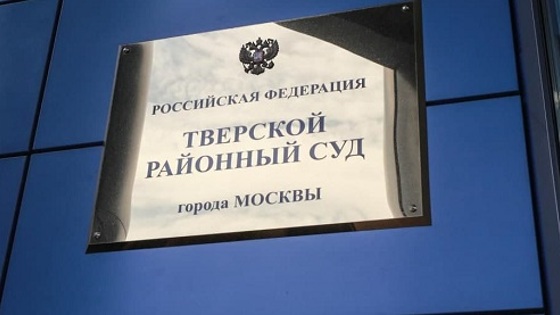 РОССИЙСКАЯ ФЕДЕРАЦИЯ
ТВЕРСКОЙ
РАЙОННЫЙ СУД
города МОСКВЫ